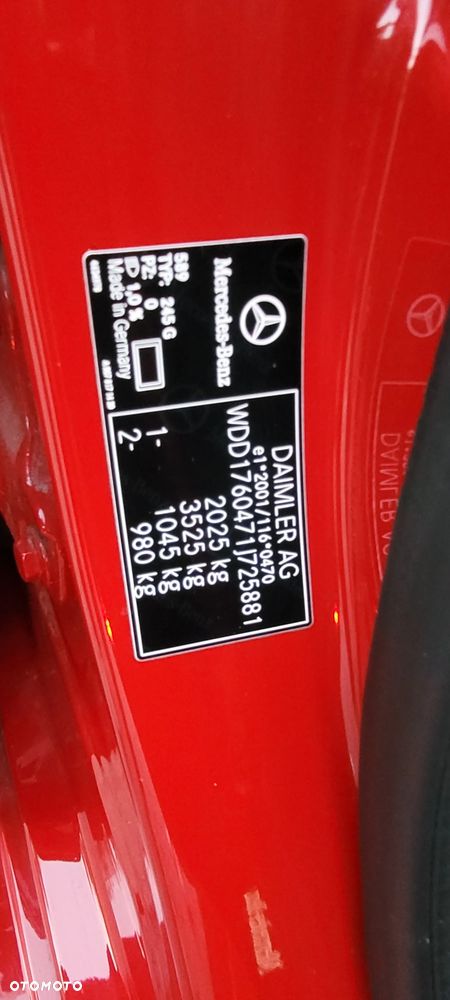 Mercedes-Benz
589
TYP: 245 G
PZ: 0
ID 1,0 %
Made in Germany
DAIMLER AG
e1*2001/116*0470
WDD1760471J725881
2025 kg
3525 kg
1- 1045 kg
2- 980 kg
OTOMOTO